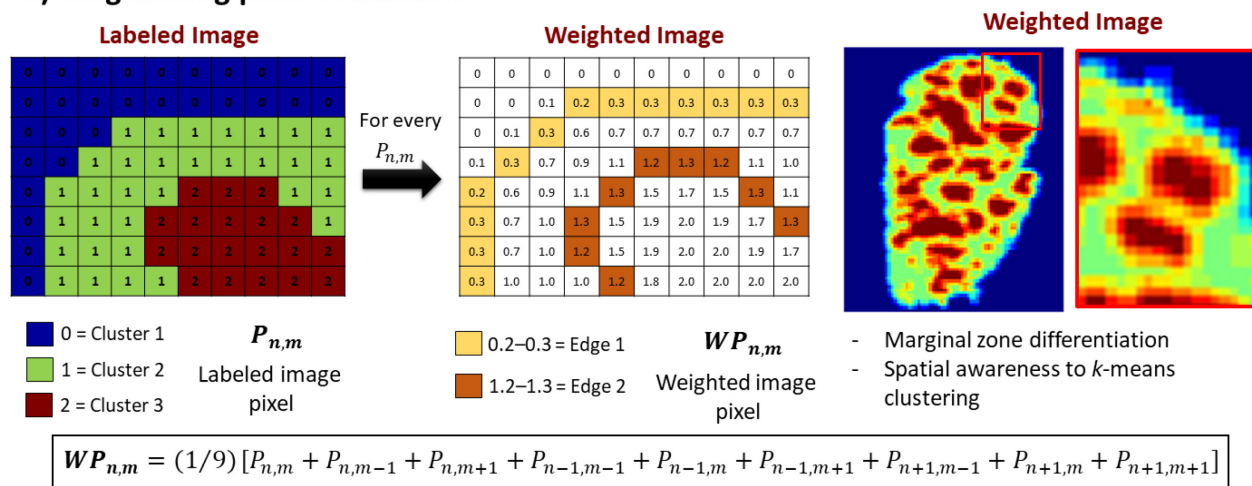 Labeled Image
0 0 0 0 0 0 0 0 0 0
0 0 0 0 0 0 0 0 0 0
0 0 0 1 1 1 1 1 1 1
0 0 1 1 1 1 1 1 1 1
0 1 1 1 1 2 2 2 1 1
0 1 1 1 2 2 2 2 2 1
0 1 1 1 2 2 2 2 2 2
0 1 1 1 1 2 2 2 2 2
0 = Cluster 1
1 = Cluster 2
2 = Cluster 3
P_{n,m}
Labeled image
pixel
For every
P_{n,m}
Weighted Image
0 0 0 0 0 0 0 0 0 0
0 0 0.1 0.2 0.3 0.3 0.3 0.3 0.3 0.3
0 0.1 0.3 0.6 0.7 0.7 0.7 0.7 0.7 0.7
0.1 0.3 0.7 0.9 1.1 1.2 1.3 1.2 1.1 1.0
0.2 0.6 0.9 1.1 1.3 1.5 1.7 1.5 1.3 1.1
0.3 0.7 1.0 1.3 1.5 1.9 2.0 1.9 1.7 1.3
0.3 0.7 1.0 1.2 1.5 1.9 2.0 2.0 1.9 1.7
0.3 1.0 1.0 1.0 1.2 1.8 2.0 2.0 2.0 2.0
0.2–0.3 = Edge 1
1.2–1.3 = Edge 2
WP_{n,m}
Weighted image
pixel
Weighted Image
- Marginal zone differentiation
- Spatial awareness to k-means
clustering
WP_{n,m} = (1/9) [P_{n,m} + P_{n,m−1} + P_{n,m+1} + P_{n−1,m−1} + P_{n−1,m} + P_{n−1,m+1} + P_{n+1,m−1} + P_{n+1,m} + P_{n+1,m+1}]